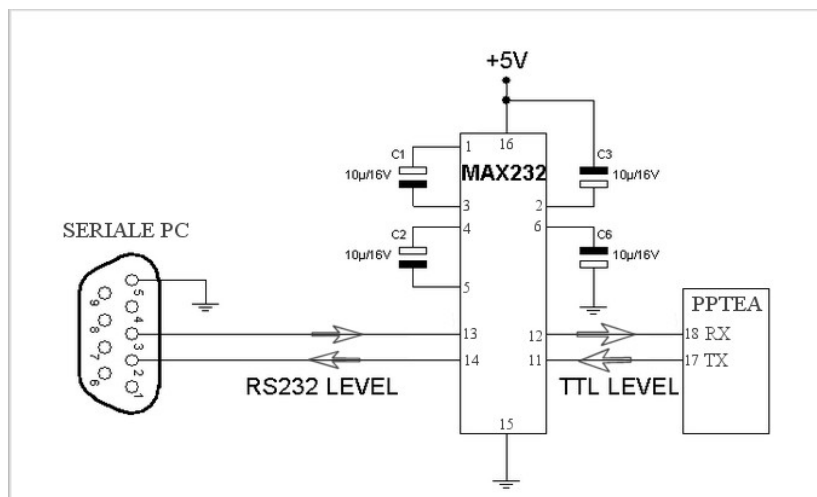 +5V
1
16
MAX232
C1
10µ/16V
3
C3
10µ/16V
2
4
C2
10µ/16V
5
6
C6
10µ/16V
SERIALE PC
5
9
4
8
3
7
2
6
1
13
14
RS232 LEVEL
12
11
TTL LEVEL
PPTEA
18 RX
17 TX
15